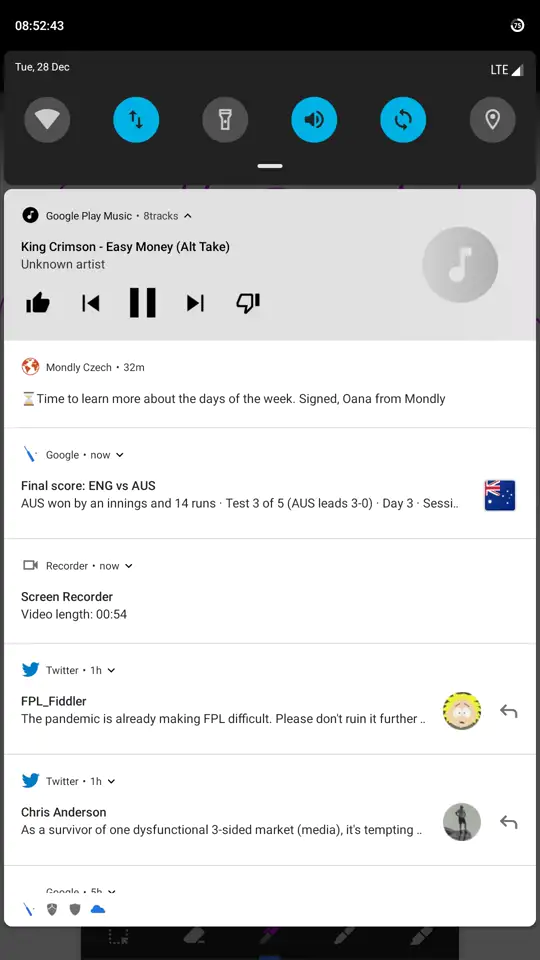 08:52:43
75
Tue, 28 Dec
LTE
Google Play Music • 8tracks
King Crimson - Easy Money (Alt Take)
Unknown artist
Mondly Czech • 32m
⌛Time to learn more about the days of the week. Signed, Oana from Mondly
Google • now
Final score: ENG vs AUS
AUS won by an innings and 14 runs · Test 3 of 5 (AUS leads 3-0) · Day 3 · Sessi..
Recorder • now
Screen Recorder
Video length: 00:54
Twitter • 1h
FPL_Fiddler
The pandemic is already making FPL difficult. Please don't ruin it further ..
Twitter • 1h
Chris Anderson
As a survivor of one dysfunctional 3-sided market (media), it's tempting ..
Google • 5h